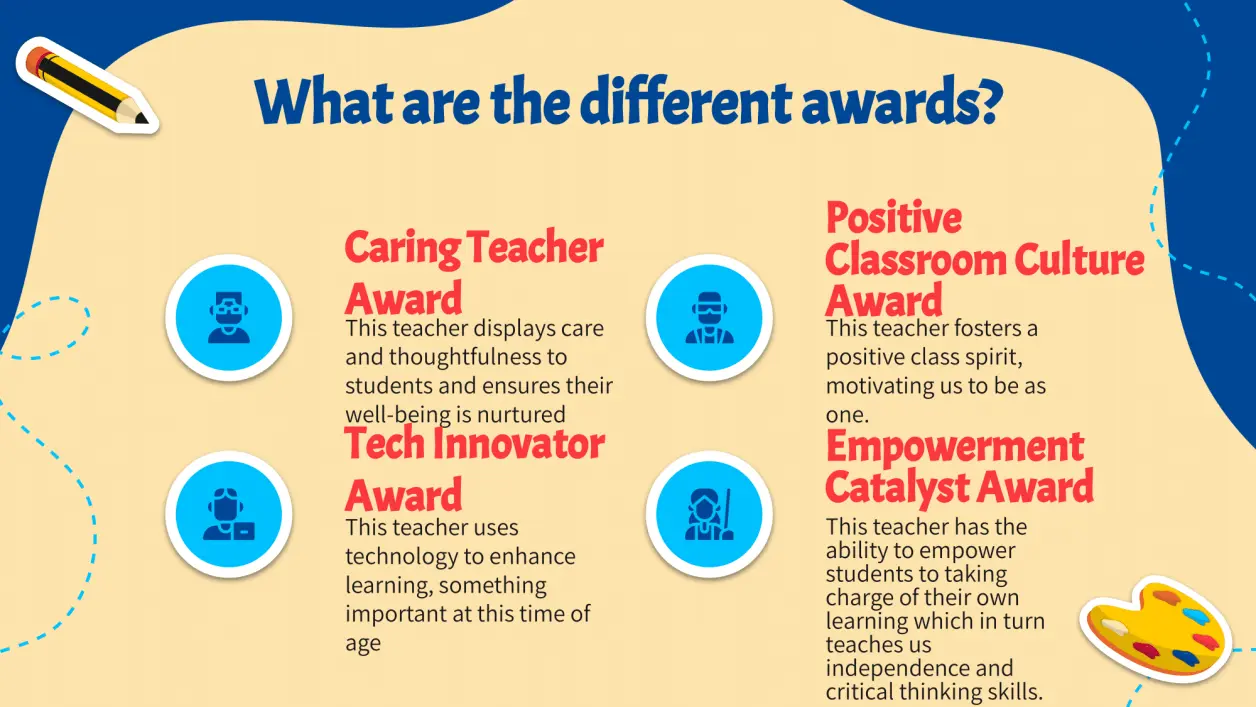 What are the different awards?
Caring Teacher
Award
This teacher displays care
and thoughtfulness to
students and ensures their
well-being is nurtured
Positive
Classroom Culture
Award
This teacher fosters a
positive class spirit,
motivating us to be as
one.
Tech Innovator
Award
This teacher uses
technology to enhance
learning, something
important at this time of
age
Empowerment
Catalyst Award
This teacher has the
ability to empower
students to taking
charge of their own
learning which in turn
teaches us
independence and
critical thinking skills.